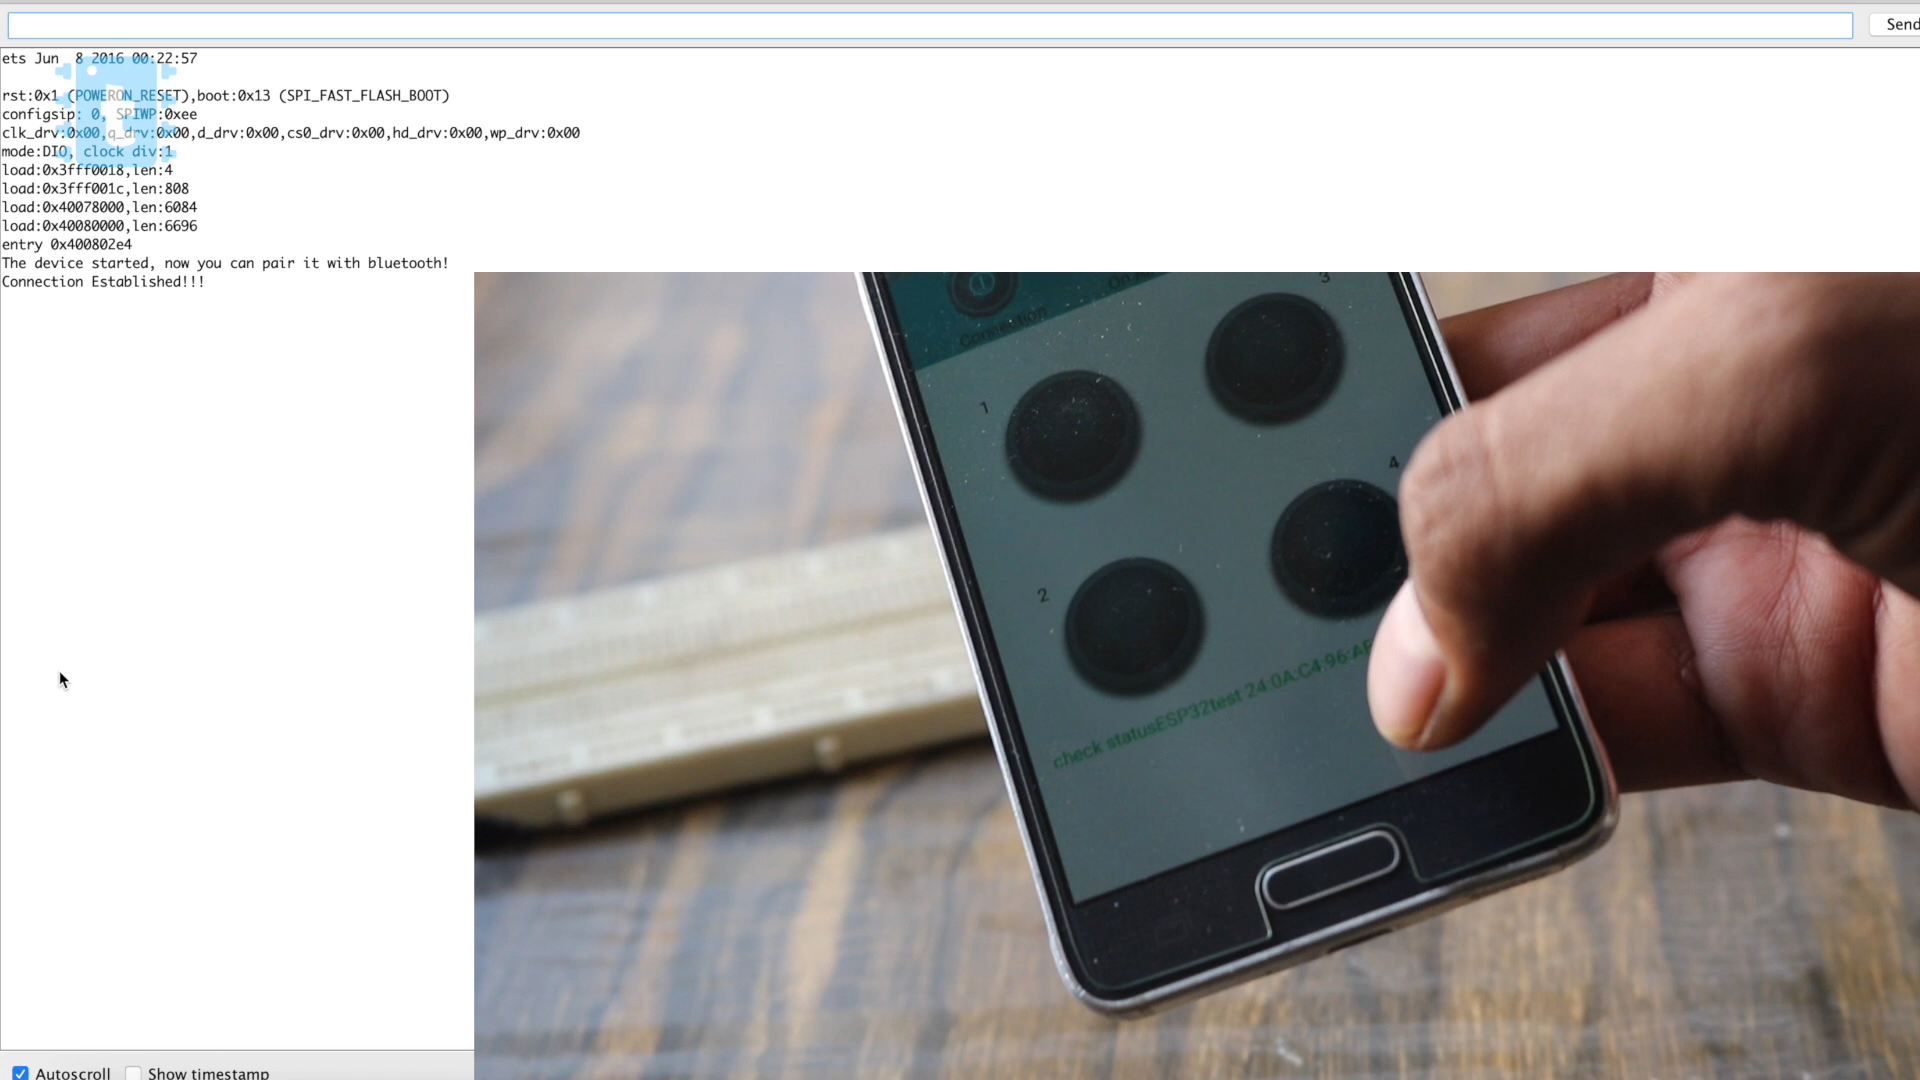 Send
ets Jun  8 2016 00:22:57
rst:0x1 (POWERON_RESET),boot:0x13 (SPI_FAST_FLASH_BOOT)
configsip: 0, SPIWP:0xee
clk_drv:0x00,q_drv:0x00,d_drv:0x00,cs0_drv:0x00,hd_drv:0x00,wp_drv:0x00
mode:DIO, clock div:1
load:0x3fff0018,len:4
load:0x3fff001c,len:808
load:0x40078000,len:6084
load:0x40080000,len:6696
entry 0x400802e4
The device started, now you can pair it with bluetooth!
Connection Established!!!
Connection
3
1
4
2
check statusESP32test 24:0A:C4:96:
Autoscroll
Show timestamp